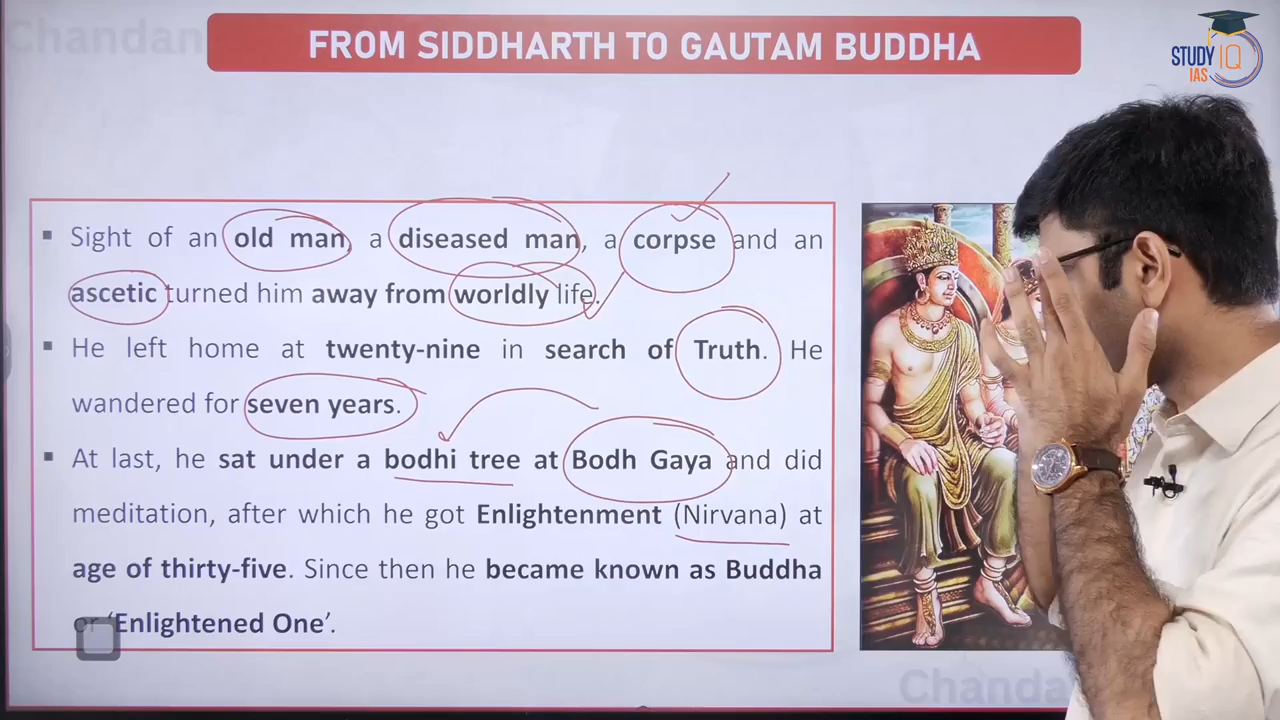 Chandan
FROM SIDDHARTH TO GAUTAM BUDDHA
STUDY IQ
IAS
▪ Sight of an old man, a diseased man, a corpse and an
ascetic turned him away from worldly life.
▪ He left home at twenty-nine in search of Truth. He
wandered for seven years.
▪ At last, he sat under a bodhi tree at Bodh Gaya and did
meditation, after which he got Enlightenment (Nirvana) at
age of thirty-five. Since then he became known as Buddha
or ‘Enlightened One’.
Chanda